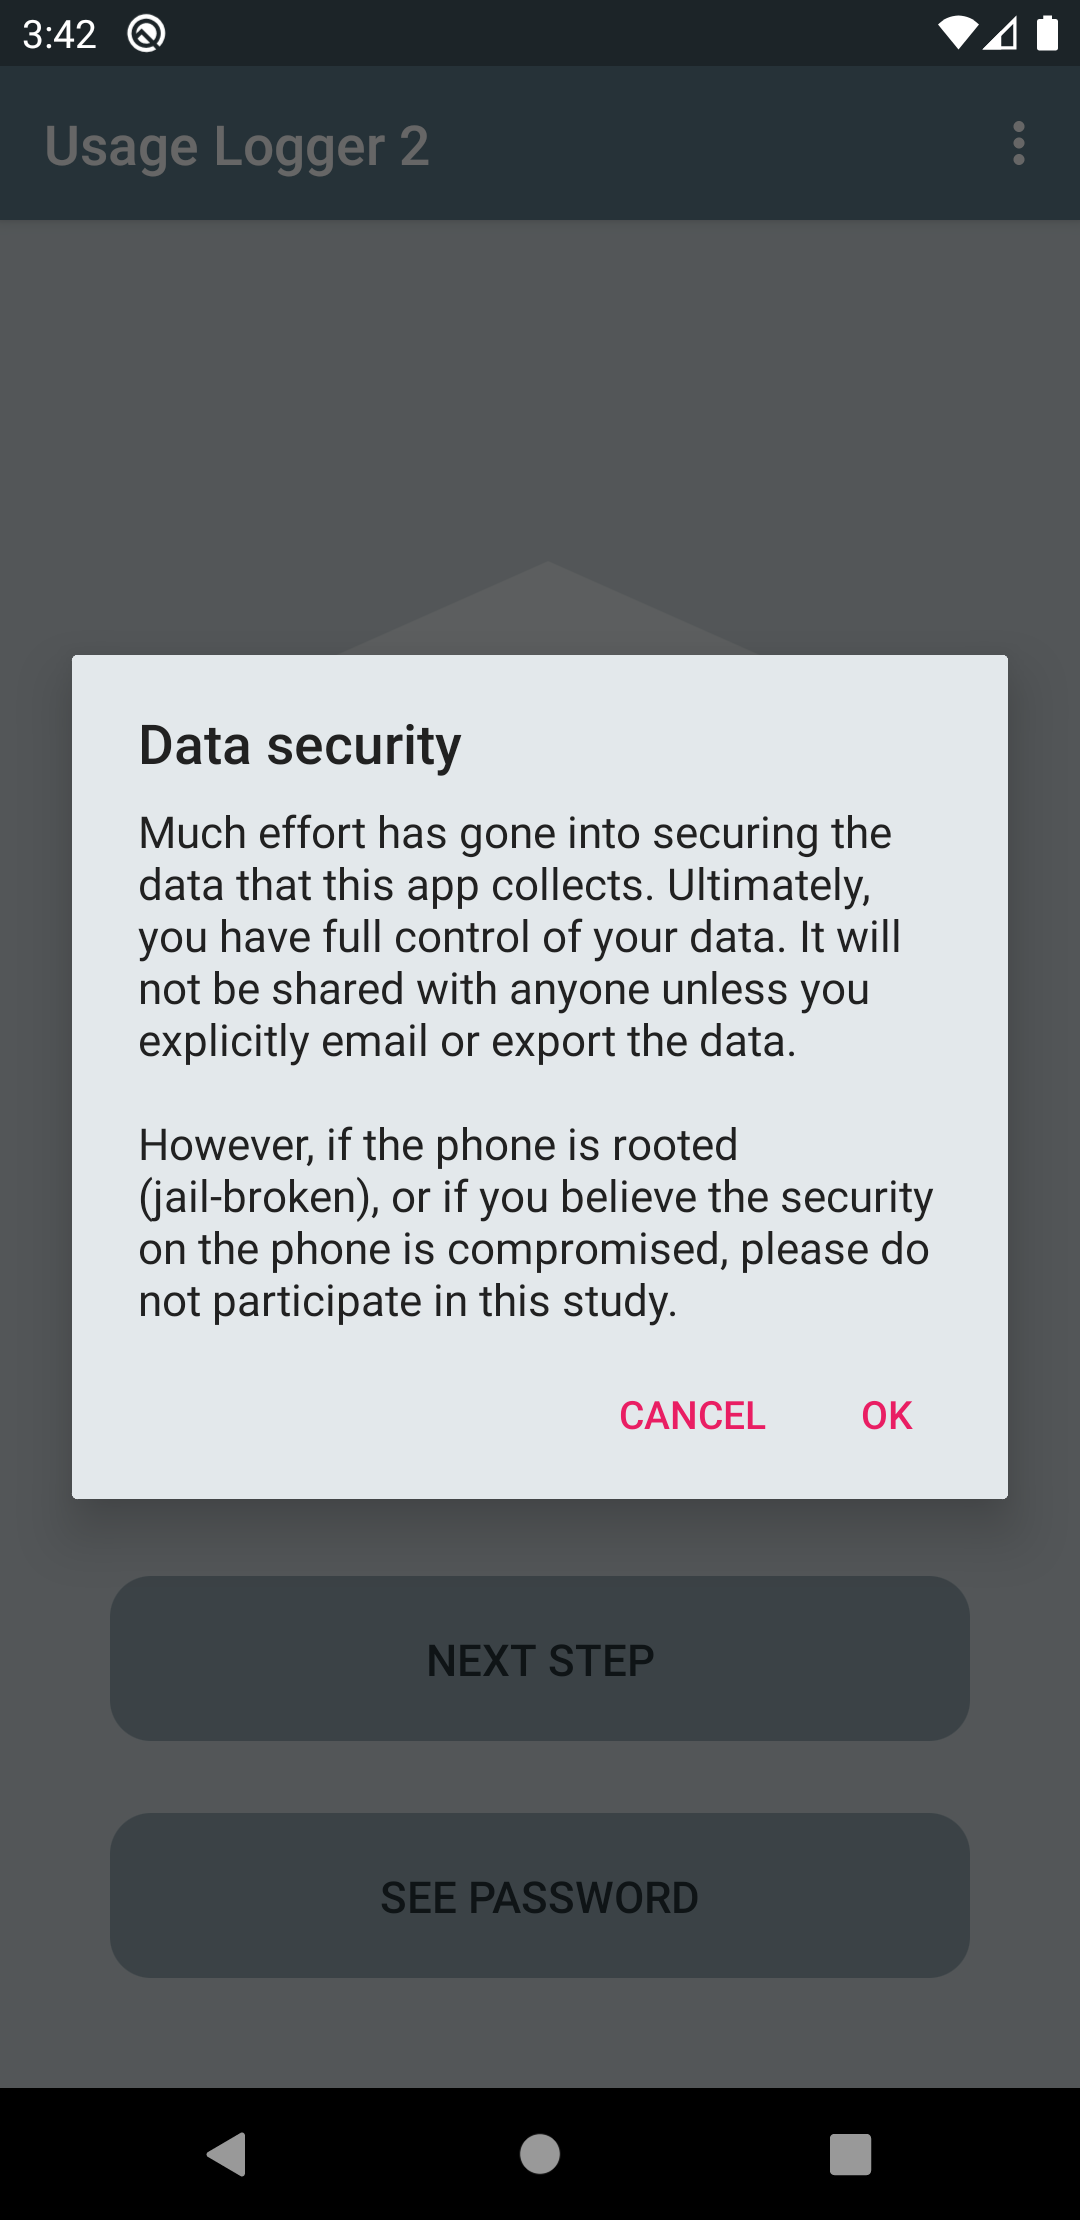 3:42
Usage Logger 2
Data security
Much effort has gone into securing the
data that this app collects. Ultimately,
you have full control of your data. It will
not be shared with anyone unless you
explicitly email or export the data.
However, if the phone is rooted
(jail-broken), or if you believe the security
on the phone is compromised, please do
not participate in this study.
CANCEL OK
NEXT STEP
SEE PASSWORD